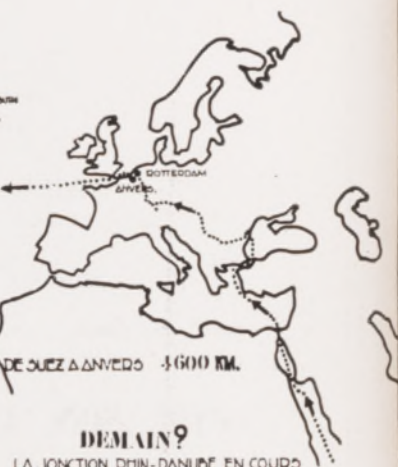 ROTTERDAM
ANVERS.
DE SUEZ A ANVERS 4600 KM.
DEMAIN?
LA JONCTION RHIN-DANUBE EN COURS